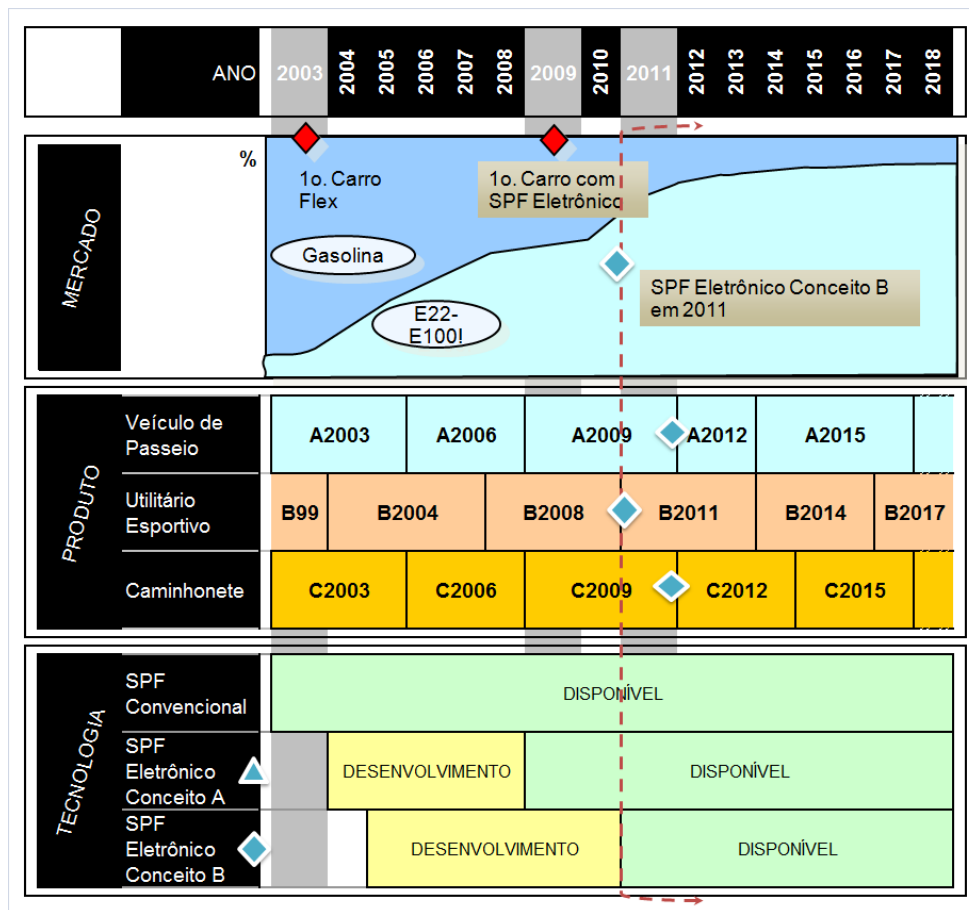 ANO 2003 2004 2005 2006 2007 2008 2009 2010 2011 2012 2013 2014 2015 2016 2017 2018
MERCADO
%
1o. Carro
Flex
1o. Carro com
SPF Eletrônico
Gasolina
E22-
E100!
SPF Eletrônico Conceito B
em 2011
PRODUTO
Veículo de
Passeio
A2003 A2006 A2009 A2012 A2015
Utilitário
Esportivo
B99 B2004 B2008 B2011 B2014 B2017
Caminhonete
C2003 C2006 C2009 C2012 C2015
TECNOLOGIA
SPF
Convencional
DISPONÍVEL
SPF
Eletrônico
Conceito A
DESENVOLVIMENTO DISPONÍVEL
SPF
Eletrônico
Conceito B
DESENVOLVIMENTO DISPONÍVEL